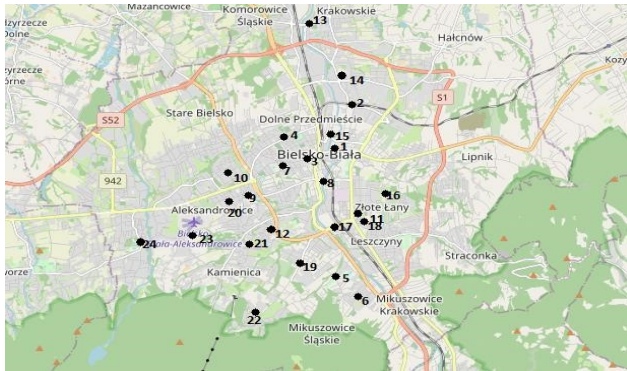 Mazańcowice
Komorowice
Śląskie
Krakowskie
13
Hałcnów
Kozy
14
2
S1
S52
Stare Bielsko
Dolne Przedmieście
4
15
1
Bielsko-Biała
3
Lipnik
942
10
7
8
9
16
Aleksandrowice
20
Złote Łany
11
18
12
17
23
24
21
Leszczyny
Straconka
Kamienica
19
5
6
Mikuszowice
Krakowskie
22
Mikuszowice
Śląskie